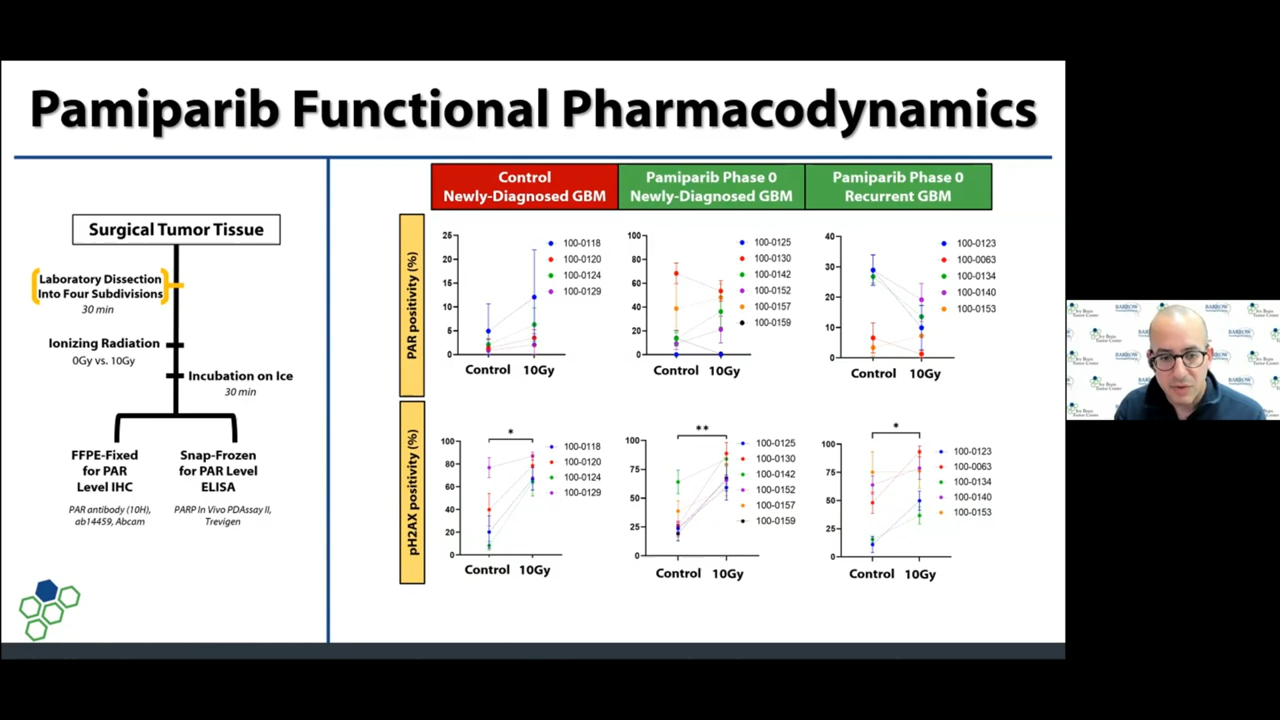 Pamiparib Functional Pharmacodynamics
Surgical Tumor Tissue
Laboratory Dissection
Into Four Subdivisions
30 min
Ionizing Radiation
0Gy vs. 10Gy
Incubation on Ice
30 min
FFPE-Fixed
for PAR
Level IHC
PAR antibody (10H),
ab14459, Abcam
Snap-Frozen
for PAR Level
ELISA
PARP In Vivo PDAssay II,
Trevigen
Control
Newly-Diagnosed GBM
Pamiparib Phase 0
Newly-Diagnosed GBM
Pamiparib Phase 0
Recurrent GBM
PAR positivity (%)
25
20
15
10
5
0
Control 10Gy
100-0118
100-0120
100-0124
100-0129
100
80
60
40
20
0
Control 10Gy
100-0125
100-0130
100-0142
100-0152
100-0157
100-0159
40
30
20
10
0
Control 10Gy
100-0123
100-0063
100-0134
100-0140
100-0153
pH2AX positivity (%)
100
80
60
40
20
0
*
Control 10Gy
100-0118
100-0120
100-0124
100-0129
100
75
50
25
0
**
Control 10Gy
100-0125
100-0130
100-0142
100-0152
100-0157
100-0159
100
75
50
25
0
*
Control 10Gy
100-0123
100-0063
100-0134
100-0140
100-0153
BARROW
Ivy Brain
Tumor Center